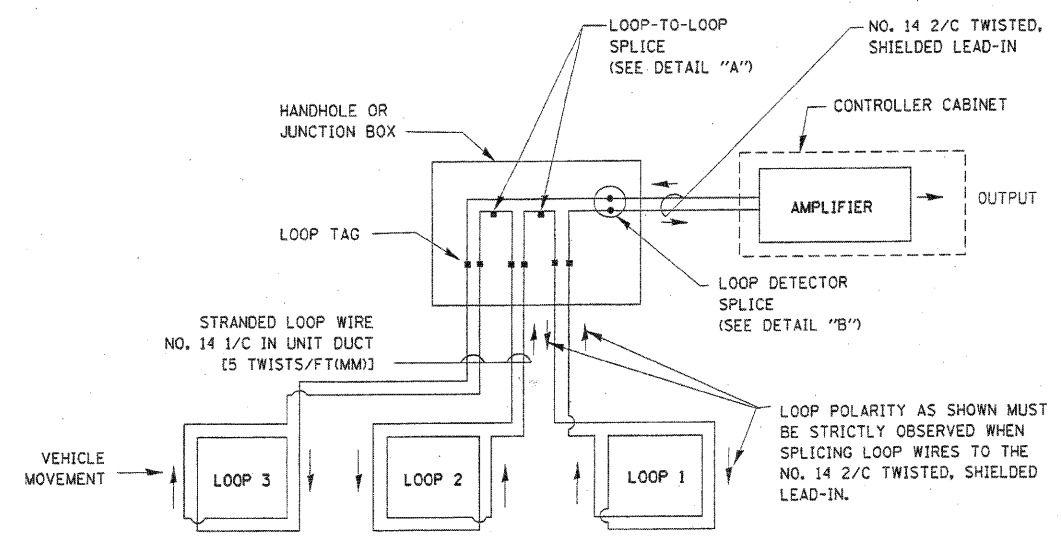 LOOP-TO-LOOP
SPLICE
(SEE DETAIL "A")
NO. 14 2/C TWISTED,
SHIELDED LEAD-IN
HANDHOLE OR
JUNCTION BOX
CONTROLLER CABINET
AMPLIFIER
OUTPUT
LOOP TAG
LOOP DETECTOR
SPLICE
(SEE DETAIL "B")
STRANDED LOOP WIRE
NO. 14 1/C IN UNIT DUCT
[5 TWISTS/FT(MM)]
LOOP POLARITY AS SHOWN MUST
BE STRICTLY OBSERVED WHEN
SPLICING LOOP WIRES TO THE
NO. 14 2/C TWISTED, SHIELDED
LEAD-IN.
VEHICLE
MOVEMENT
LOOP 3
LOOP 2
LOOP 1